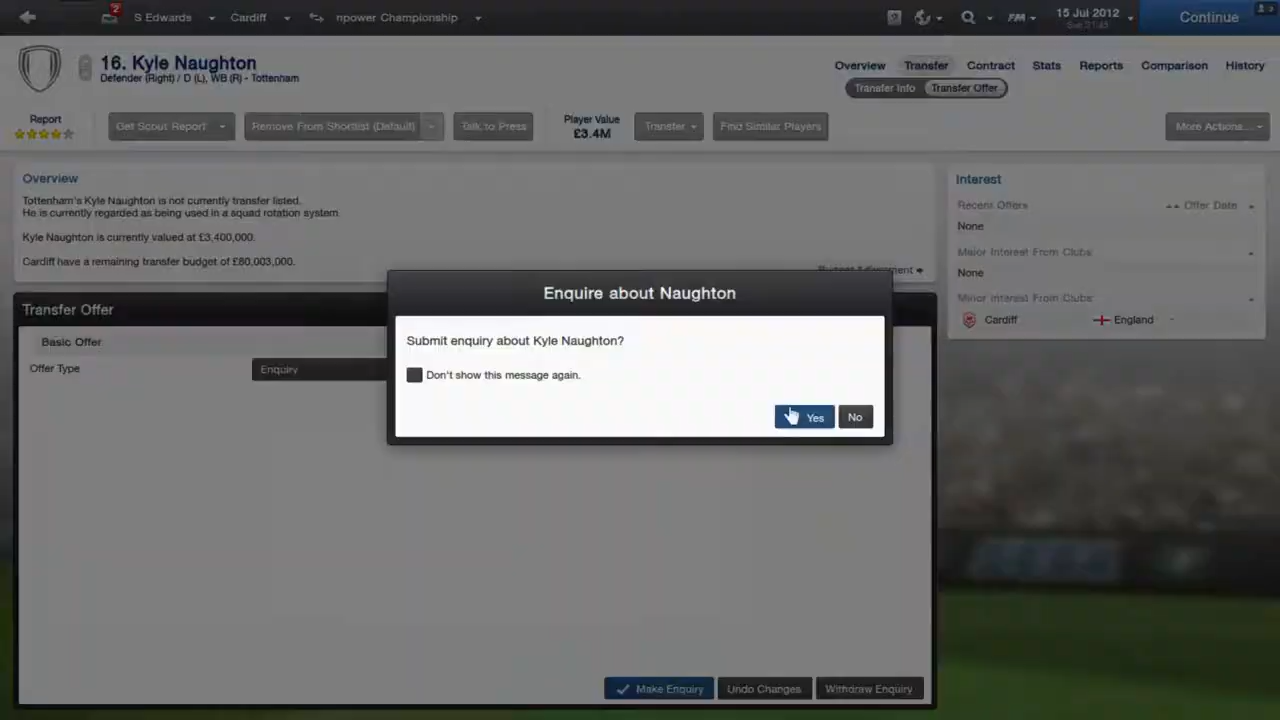 2
S Edwards
Cardiff
npower Championship
FM
15 Jul 2012
Continue
16. Kyle Naughton
Defender (Right) / D (L), WB (R) - Tottenham
Overview
Transfer
Contract
Stats
Reports
Comparison
History
Transfer Info
Transfer Offer
Report
Get Scout Report
Remove From Shortlist (Default)
Talk to Press
Player Value
£3.4M
Transfer
Find Similar Players
More Actions...
Overview
Tottenham's Kyle Naughton is not currently transfer listed.
He is currently regarded as being used in a squad rotation system
Kyle Naughton is currently valued at £3,400,000.
Cardiff have a remaining transfer budget of £80,003,000.
Budget Adjustment
Interest
Recent Offers
Offer Date
None
Major Interest From Clubs
None
Minor Interest From Clubs
Cardiff
England
-
Transfer Offer
Basic Offer
Offer Type
Enquiry
Enquire about Naughton
Submit enquiry about Kyle Naughton?
Don't show this message again.
Yes
No
Make Enquiry
Undo Changes
Withdraw Enquiry